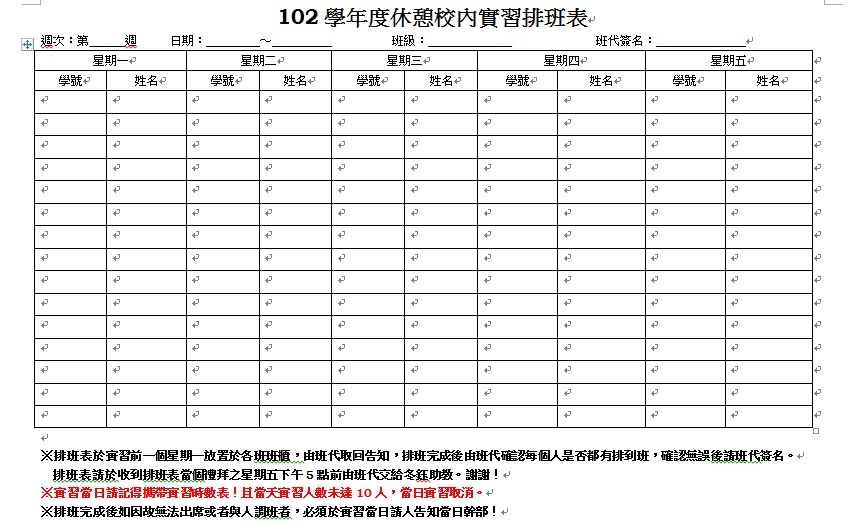 102 學年度休憩校內實習排班表
週次：第______週 日期：________～________ 班級：____________ 班代簽名：____________
星期一 星期二 星期三 星期四 星期五
學號 姓名 學號 姓名 學號 姓名 學號 姓名 學號 姓名
※排班表於實習前一個星期一放置於各班班櫃，由班代取回告知，排班完成後由班代確認每個人是否都有排到班，確認無誤後請班代簽名。
排班表請於收到排班表當個禮拜之星期五下午 5 點前由班代交給冬鈺助教。謝謝！
※實習當日請記得攜帶實習時數表！且當天實習人數未達 10 人，當日實習取消。
※排班完成後如因故無法出席或者與人調班者，必須於實習當日請人告知當日幹部！